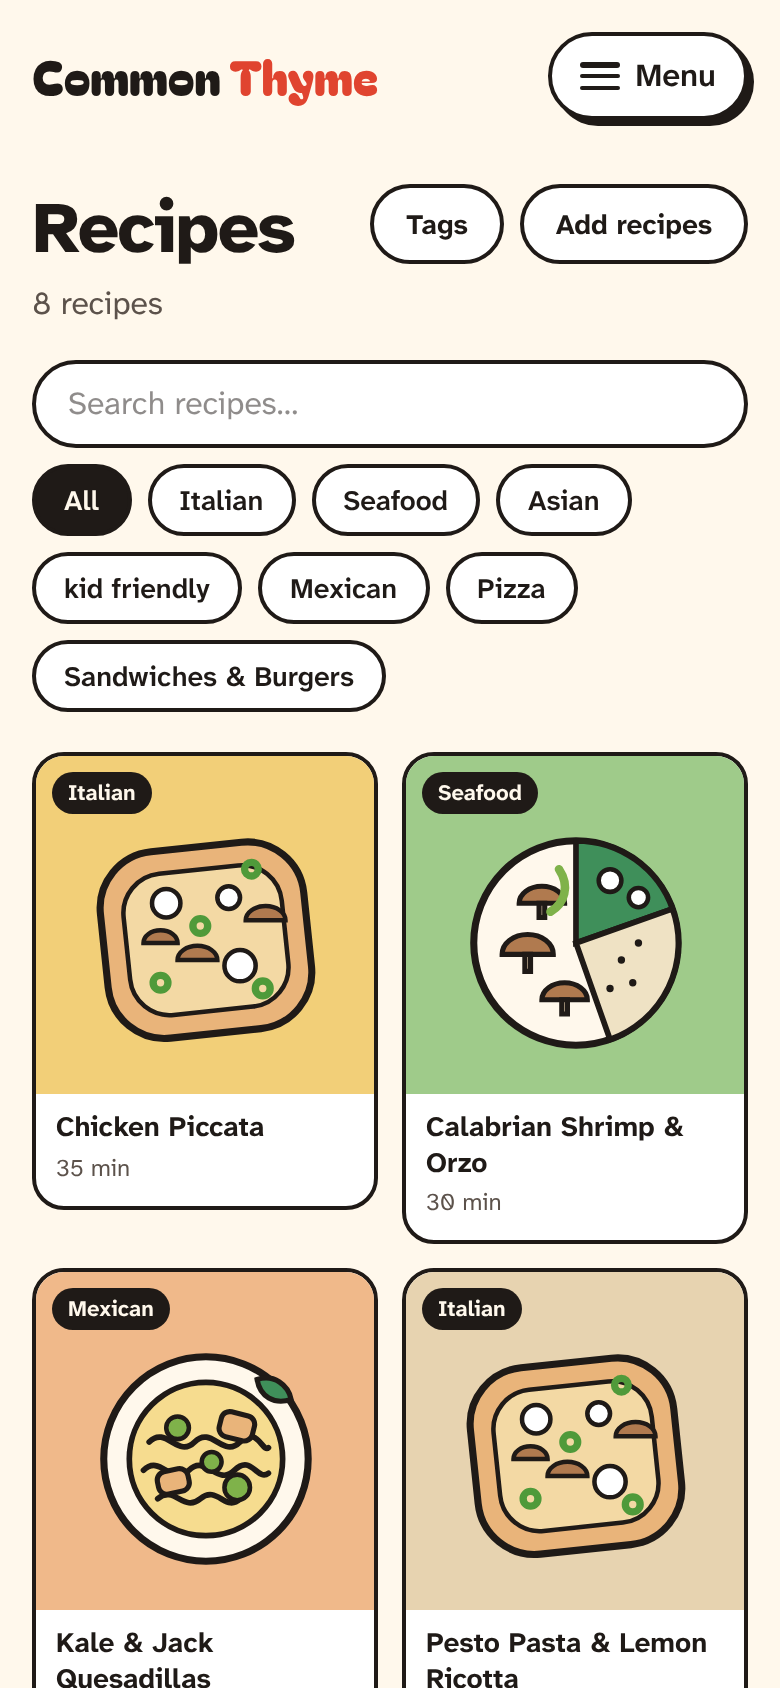 Common Thyme
Menu
Recipes
Tags
Add recipes
8 recipes
Search recipes...
All
Italian
Seafood
Asian
kid friendly
Mexican
Pizza
Sandwiches & Burgers
Italian
Chicken Piccata
35 min
Seafood
Calabrian Shrimp &
Orzo
30 min
Mexican
Kale & Jack
Quesadillas
Italian
Pesto Pasta & Lemon
Ricotta